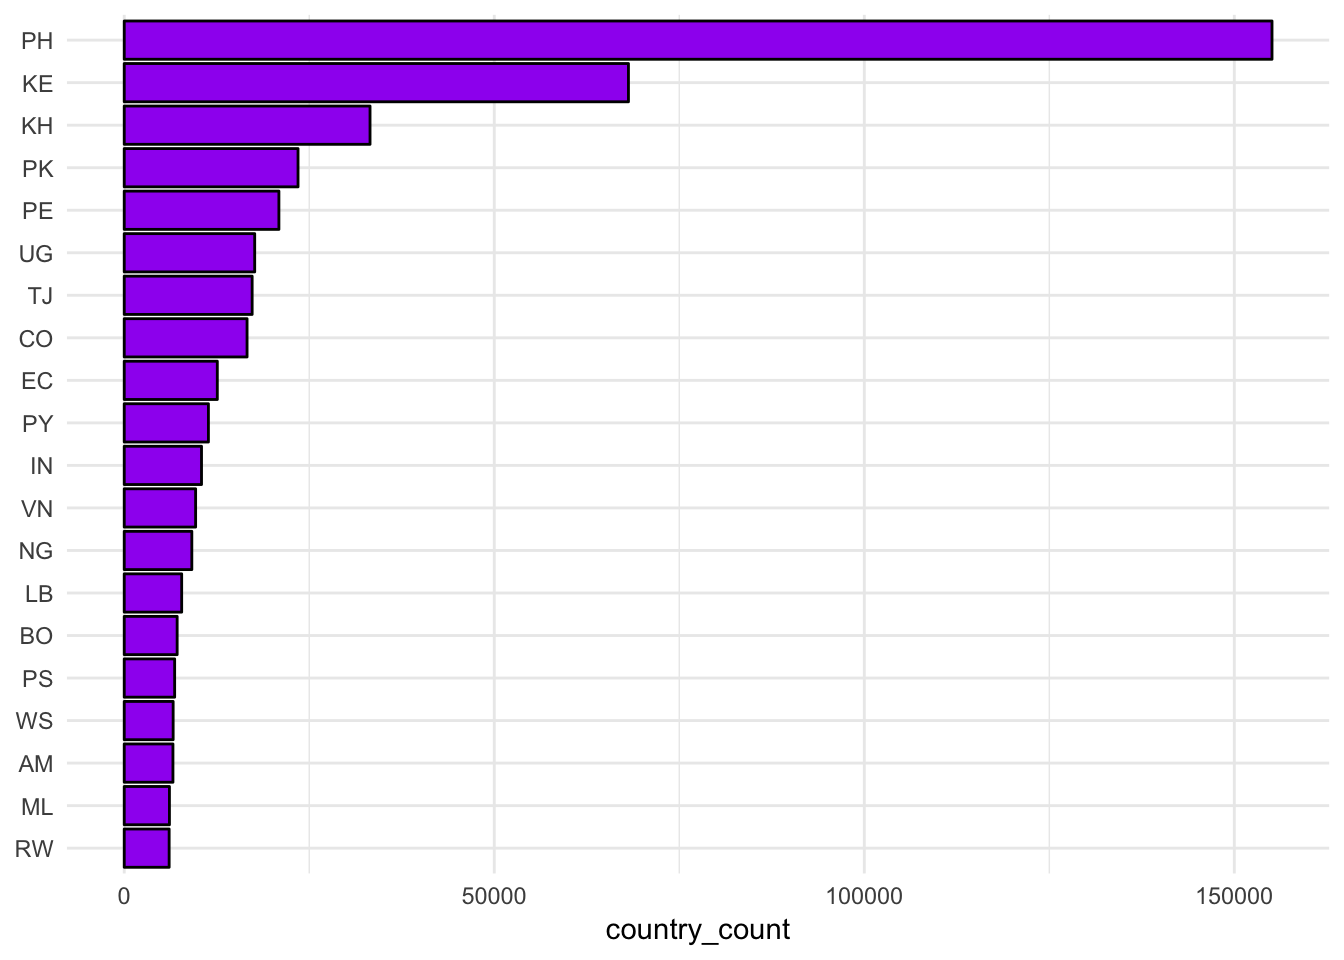 PH
KE
KH
PK
PE
UG
TJ
CO
EC
PY
IN
VN
NG
LB
BO
PS
WS
AM
ML
RW
0 50000 100000 150000
country_count